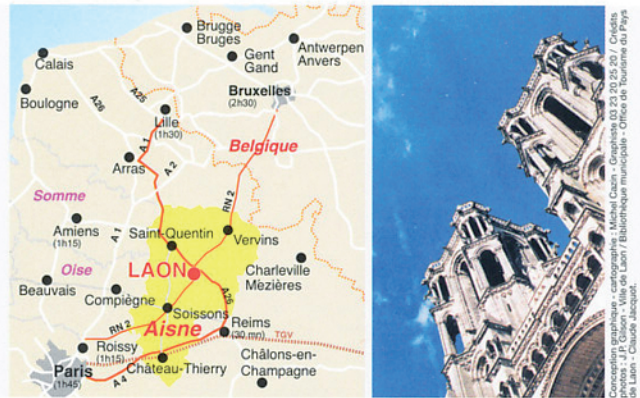 Brugge
Bruges
Calais
Gent
Gand
Antwerpen
Anvers
Boulogne
A26
A25
Bruxelles
(2h30)
Lille
(1h30)
A 1
Belgique
Arras
A 2
Somme
RN 2
Amiens
(1h15)
A 1
Saint-Quentin
Vervins
Oise
LAON
Charleville
Mézières
Beauvais
Compiègne
A26
Soissons
RN 2
Aisne
Reims
(30 mn)
TGV
Roissy
(1h15)
Château-Thierry
Châlons-en-
Champagne
Paris
(1h45)
A 4
Conception graphique - cartographie : Michel Cazin - Graphiste 03 23 20 25 20 / Crédits
photos : J.P. Gilson - Ville de Laon / Bibliothèque municipale - Office de Tourisme du Pays
de Laon - Claude Jacquot.